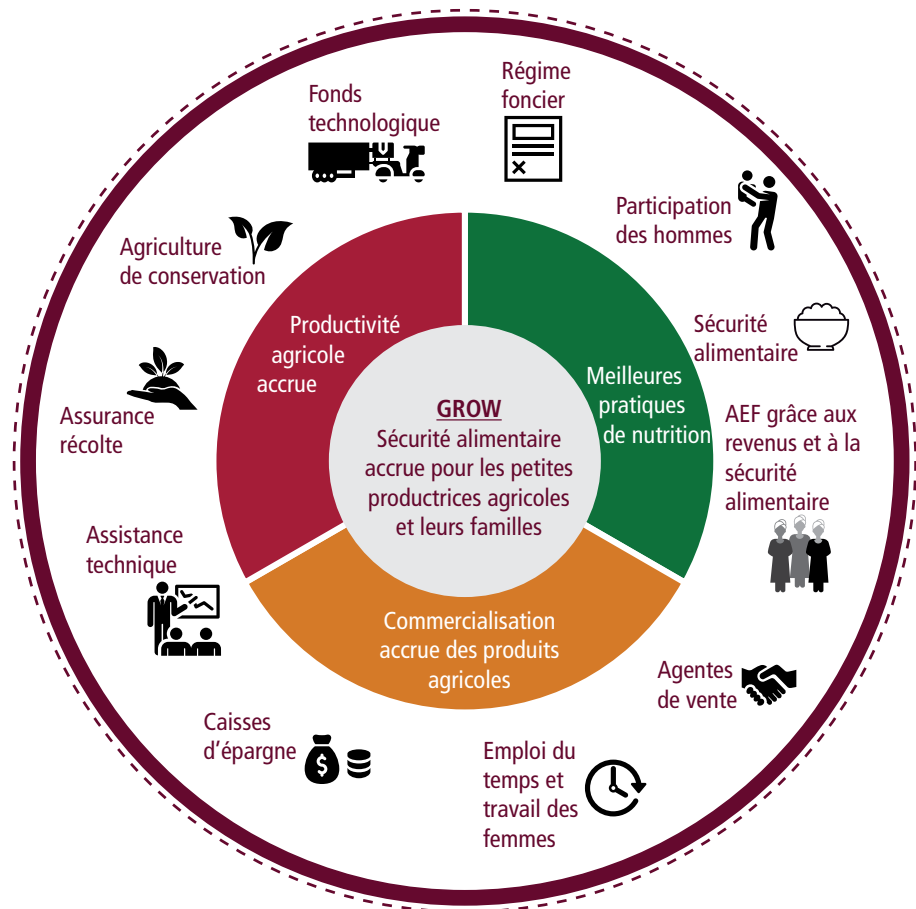 Régime
foncier
Fonds
technologique
Participation
des hommes
Agriculture
de conservation
Sécurité
alimentaire
Productivité
agricole
accrue
Meilleures
pratiques
de nutrition
GROW
Sécurité alimentaire
accrue pour les petites
productrices agricoles
et leurs familles
Assurance
récolte
AEF grâce aux
revenus et à la
sécurité
alimentaire
Assistance
technique
Commercialisation
accrue des produits
agricoles
Agentes
de vente
Caisses
d’épargne
$
Emploi du
temps et
travail des
femmes